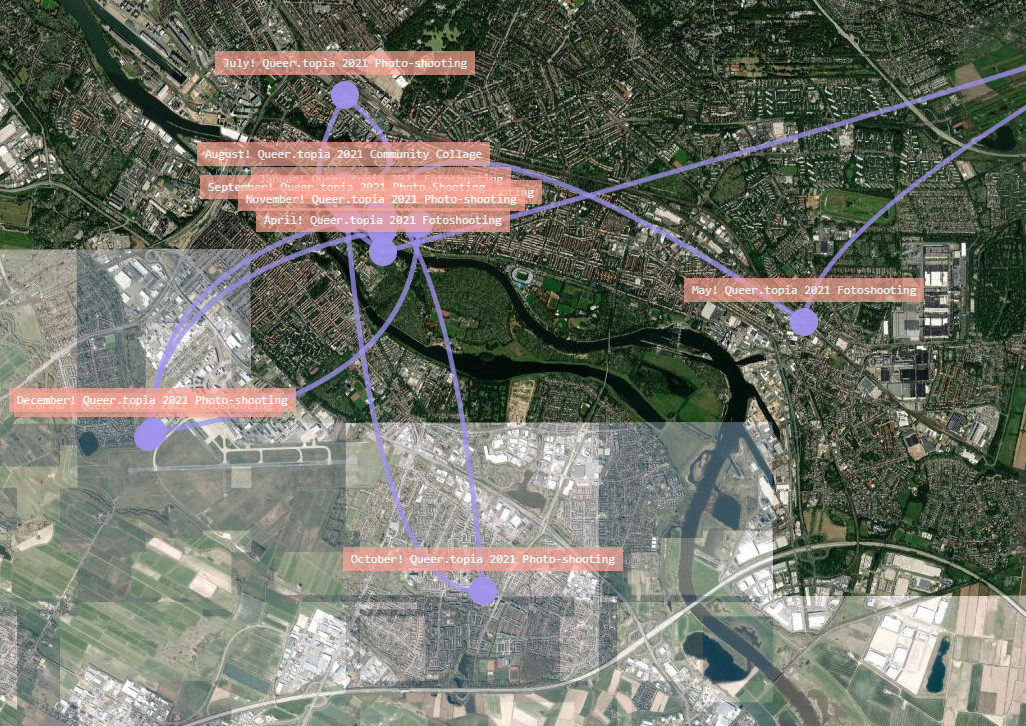 July! Queer.topia 2021 Photo-shooting
August! Queer.topia 2021 Community Collage
September! Queer.topia 2021 Photo-Shooting
November! Queer.topia 2021 Photo-shooting
April! Queer.topia 2021 Fotoshooting
May! Queer.topia 2021 Fotoshooting
December! Queer.topia 2021 Photo-shooting
October! Queer.topia 2021 Photo-shooting